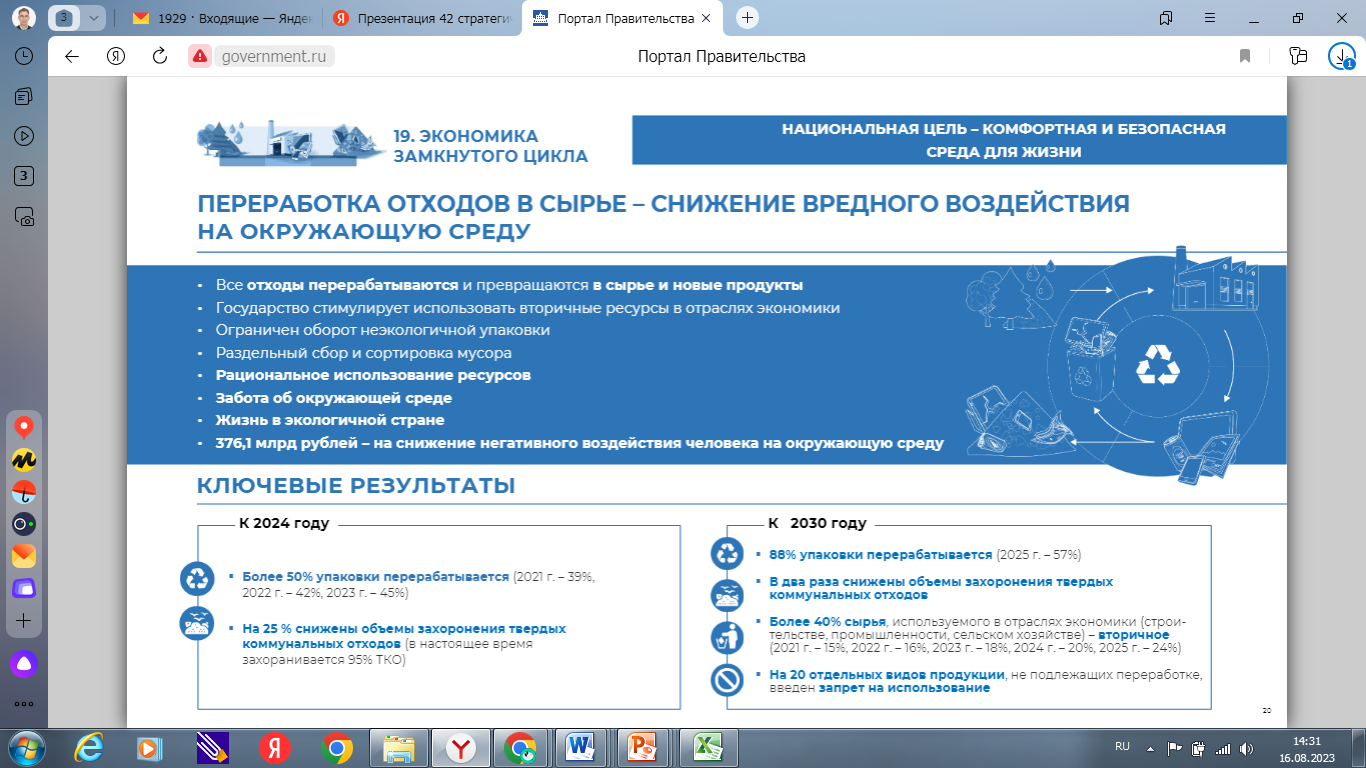 3
1929 · Входящие — Яндек
Презентация 42 стратегич
Портал Правительства
government.ru
Портал Правительства
1
3
19. ЭКОНОМИКА
ЗАМКНУТОГО ЦИКЛА
НАЦИОНАЛЬНАЯ ЦЕЛЬ – КОМФОРТНАЯ И БЕЗОПАСНАЯ
СРЕДА ДЛЯ ЖИЗНИ
ПЕРЕРАБОТКА ОТХОДОВ В СЫРЬЕ – СНИЖЕНИЕ ВРЕДНОГО ВОЗДЕЙСТВИЯ
НА ОКРУЖАЮЩУЮ СРЕДУ
• Все отходы перерабатываются и превращаются в сырье и новые продукты
• Государство стимулирует использовать вторичные ресурсы в отраслях экономики
• Ограничен оборот неэкологичной упаковки
• Раздельный сбор и сортировка мусора
• Рациональное использование ресурсов
• Забота об окружающей среде
• Жизнь в экологичной стране
• 376,1 млрд рублей – на снижение негативного воздействия человека на окружающую среду
КЛЮЧЕВЫЕ РЕЗУЛЬТАТЫ
К 2024 году
▪ Более 50% упаковки перерабатывается (2021 г. – 39%,
2022 г. – 42%, 2023 г. – 45%)
▪ На 25 % снижены объемы захоронения твердых
коммунальных отходов (в настоящее время
захоранивается 95% ТКО)
К 2030 году
▪ 88% упаковки перерабатывается (2025 г. – 57%)
▪ В два раза снижены объемы захоронения твердых
коммунальных отходов
▪ Более 40% сырья, используемого в отраслях экономики (строи-
тельстве, промышленности, сельском хозяйстве) – вторичное
(2021 г. – 15%, 2022 г. – 16%, 2023 г. – 18%, 2024 г. – 20%, 2025 г. – 24%)
▪ На 20 отдельных видов продукции, не подлежащих переработке,
введен запрет на использование
20
RU
14:31
16.08.2023